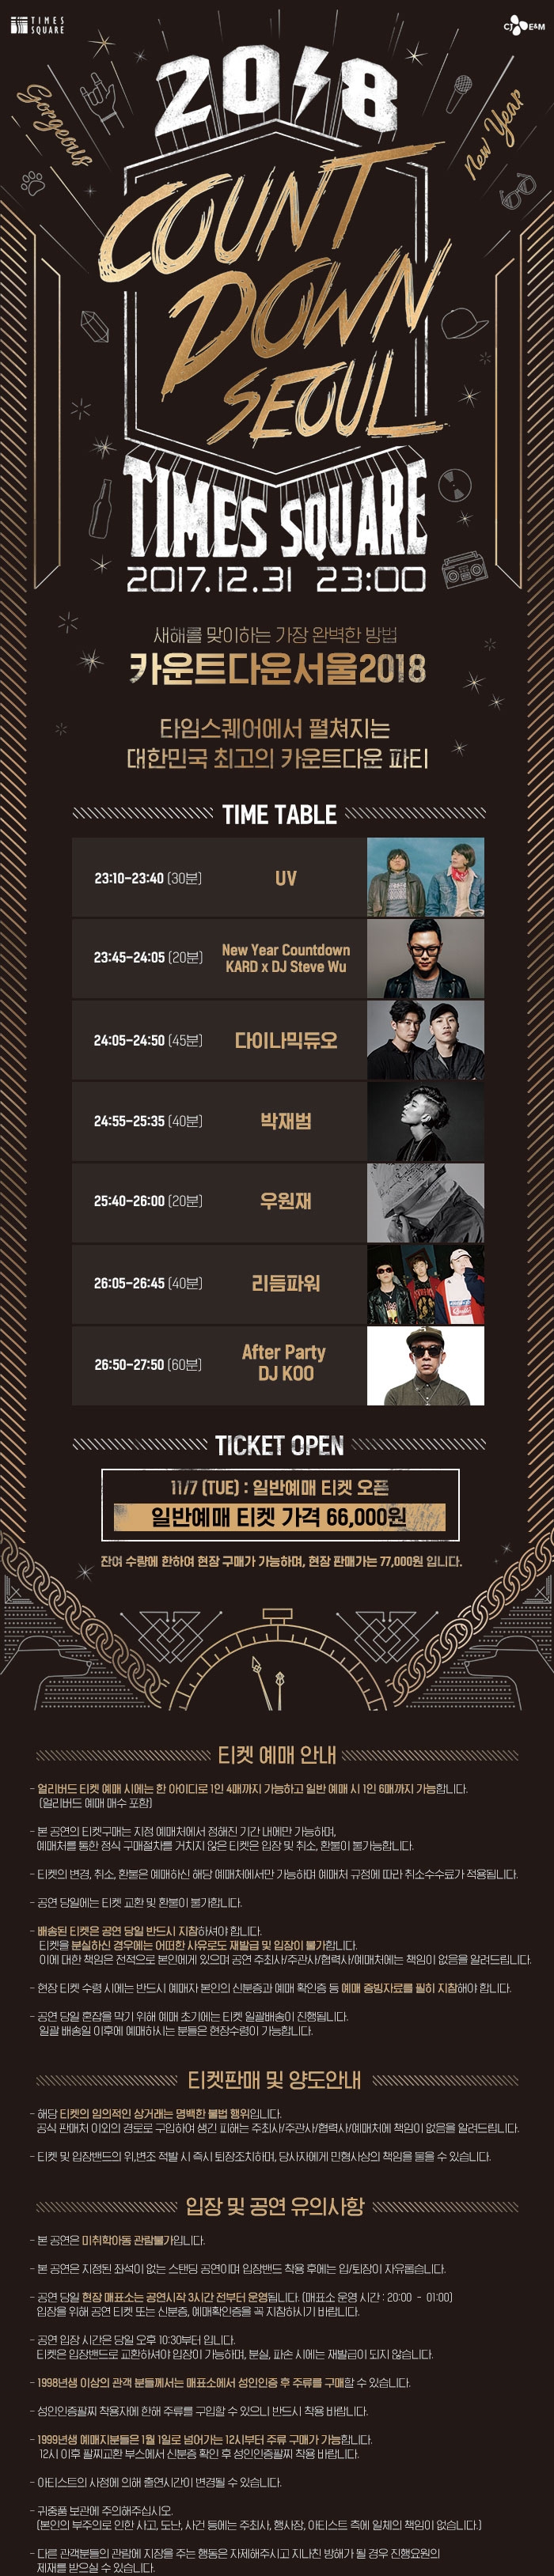 TIMES
SQUARE
CJ E&M
Gorgeous
New Year
2018
COUNT
DOWN
SEOUL
TIMES SQUARE
2017.12.31 23:00
새해를 맞이하는 가장 완벽한 방법
카운트다운서울2018
타임스퀘어에서 펼쳐지는
대한민국 최고의 카운트다운 파티
TIME TABLE
23:10-23:40 (30분) UV
23:45-24:05 (20분) New Year Countdown
KARD x DJ Steve Wu
24:05-24:50 (45분) 다이나믹듀오
24:55-25:35 (40분) 박재범
25:40-26:00 (20분) 우원재
26:05-26:45 (40분) 리듬파워
26:50-27:50 (60분) After Party
DJ KOO
TICKET OPEN
11/7 (TUE) : 일반예매 티켓 오픈
일반예매 티켓 가격 66,000원
잔여 수량에 한하여 현장 구매가 가능하며, 현장 판매가는 77,000원 입니다.
티켓 예매 안내
- 얼리버드 티켓 예매 시에는 한 아이디로 1인 4매까지 가능하고 일반 예매 시 1인 6매까지 가능합니다.
(얼리버드 예매 매수 포함)
- 본 공연의 티켓구매는 지정 예매처에서 정해진 기간 내에만 가능하며,
예매처를 통한 정식 구매절차를 거치지 않은 티켓은 입장 및 취소, 환불이 불가능합니다.
- 티켓의 변경, 취소, 환불은 예매하신 해당 예매처에서만 가능하며 예매처 규정에 따라 취소수수료가 적용됩니다.
- 공연 당일에는 티켓 교환 및 환불이 불가합니다.
- 배송된 티켓은 공연 당일 반드시 지참하셔야 합니다.
티켓을 분실하신 경우에는 어떠한 사유로도 재발급 및 입장이 불가합니다.
이에 대한 책임은 전적으로 본인에게 있으며 공연 주최사/주관사/협력사/예매처에는 책임이 없음을 알려드립니다.
- 현장 티켓 수령 시에는 반드시 예매자 본인의 신분증과 예매 확인증 등 예매 증빙자료를 필히 지참해야 합니다.
- 공연 당일 혼잡을 막기 위해 예매 초기에는 티켓 일괄배송이 진행됩니다.
일괄 배송일 이후에 예매하시는 분들은 현장수령이 가능합니다.
티켓판매 및 양도안내
- 해당 티켓의 임의적인 상거래는 명백한 불법 행위입니다.
공식 판매처 이외의 경로로 구입하여 생긴 피해는 주최사/주관사/협력사/예매처에 책임이 없음을 알려드립니다.
- 티켓 및 입장밴드의 위,변조 적발 시 즉시 퇴장조치하며, 당사자에게 민형사상의 책임을 물을 수 있습니다.
입장 및 공연 유의사항
- 본 공연은 미취학아동 관람불가입니다.
- 본 공연은 지정된 좌석이 없는 스탠딩 공연이며 입장밴드 착용 후에는 입/퇴장이 자유롭습니다.
- 공연 당일 현장 매표소는 공연시작 3시간 전부터 운영됩니다. (매표소 운영 시간 : 20:00 - 01:00)
입장을 위해 공연 티켓 또는 신분증, 예매확인증을 꼭 지참하시기 바랍니다.
- 공연 입장 시간은 당일 오후 10:30부터 입니다.
티켓은 입장밴드로 교환하셔야 입장이 가능하며, 분실, 파손 시에는 재발급이 되지 않습니다.
- 1998년생 이상의 관객 분들께서는 매표소에서 성인인증 후 주류를 구매할 수 있습니다.
- 성인인증팔찌 착용자에 한해 주류를 구입할 수 있으니 반드시 착용 바랍니다.
- 1999년생 예매자분들은 1월 1일로 넘어가는 12시부터 주류 구매가 가능합니다.
12시 이후 팔찌교환 부스에서 신분증 확인 후 성인인증팔찌 착용 바랍니다.
- 아티스트의 사정에 의해 출연시간이 변경될 수 있습니다.
- 귀중품 보관에 주의해주십시오.
(본인의 부주의로 인한 사고, 도난, 사건 등에는 주최사, 행사장, 아티스트 측에 일체의 책임이 없습니다.)
- 다른 관객분들의 관람에 지장을 주는 행동은 자제해주시고 지나친 방해가 될 경우 진행요원의
제재를 받으실 수 있습니다.